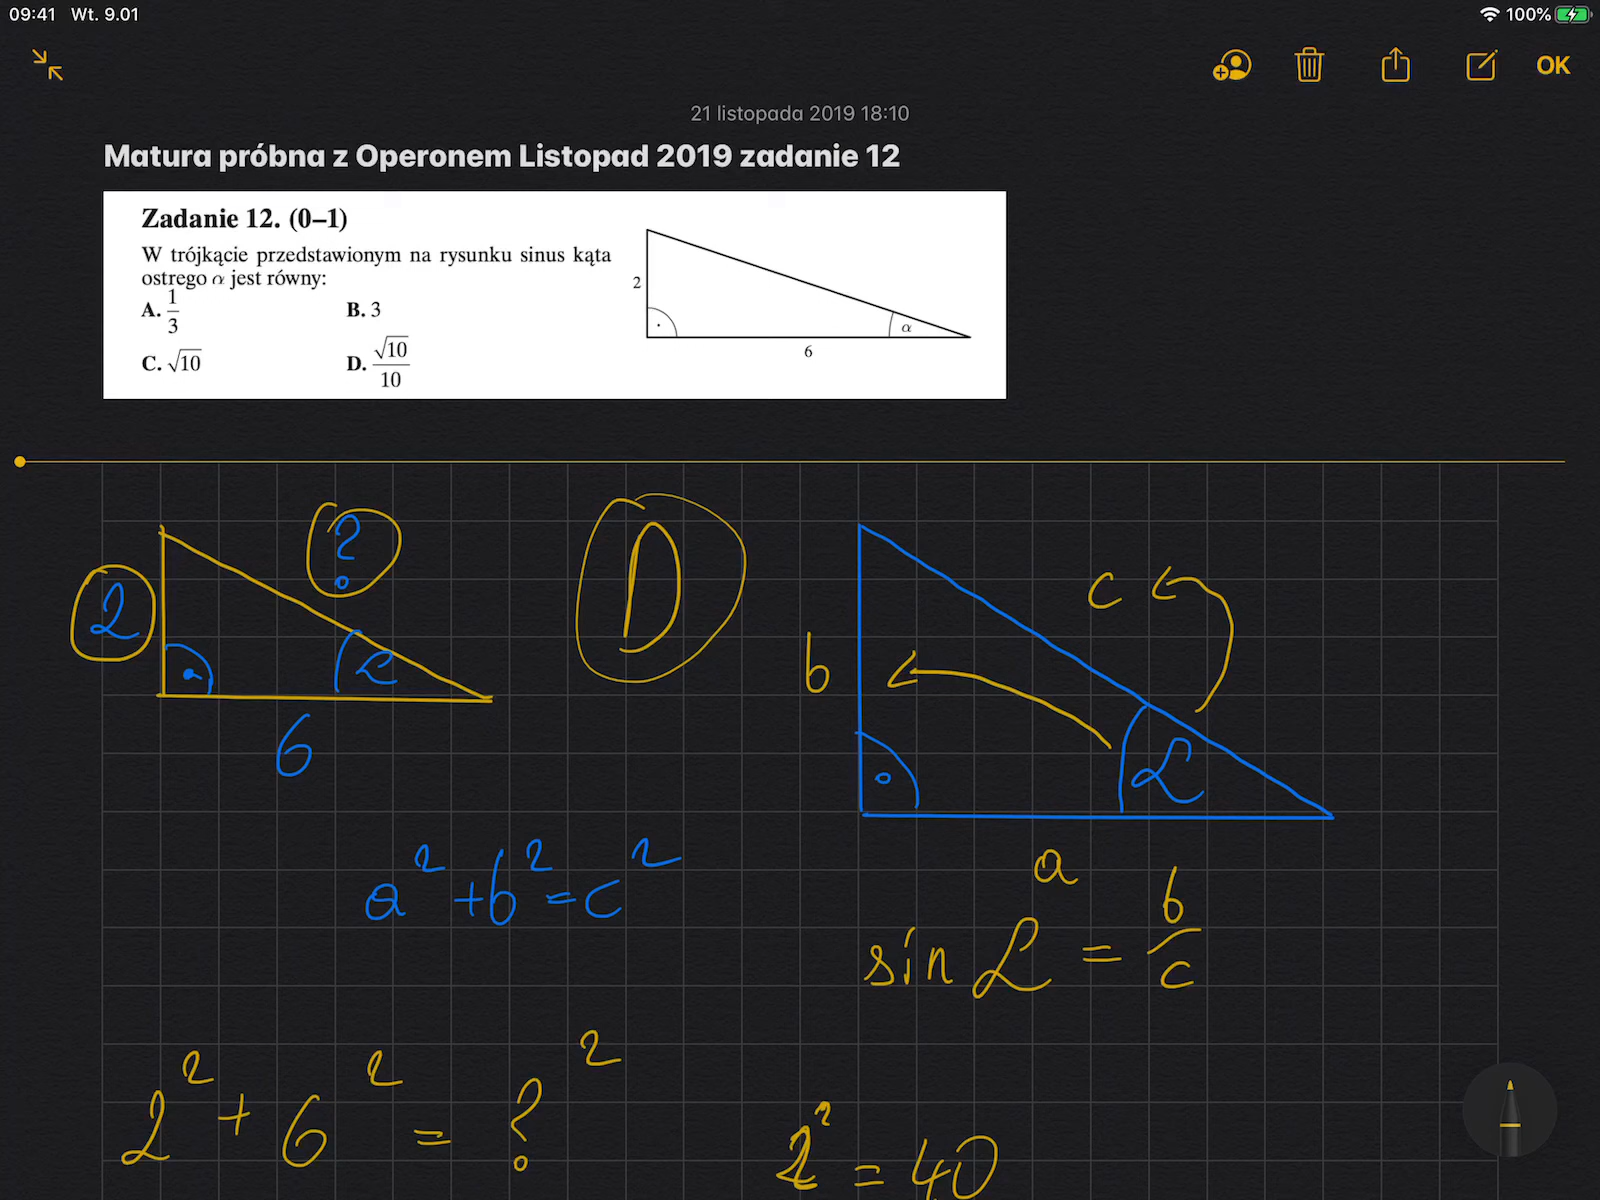 09:41 Wt. 9.01
100%
OK
21 listopada 2019 18:10
Matura próbna z Operonem Listopad 2019 zadanie 12
Zadanie 12. (0–1)
W trójkącie przedstawionym na rysunku sinus kąta
ostrego α jest równy:
A. 1/3
B. 3
C. √10
D. √10/10
2
α
6
2
?
α
6
D
b
c
α
a
a² + b² = c²
sin α = b/c
2² + 6² = ?²
?² = 40